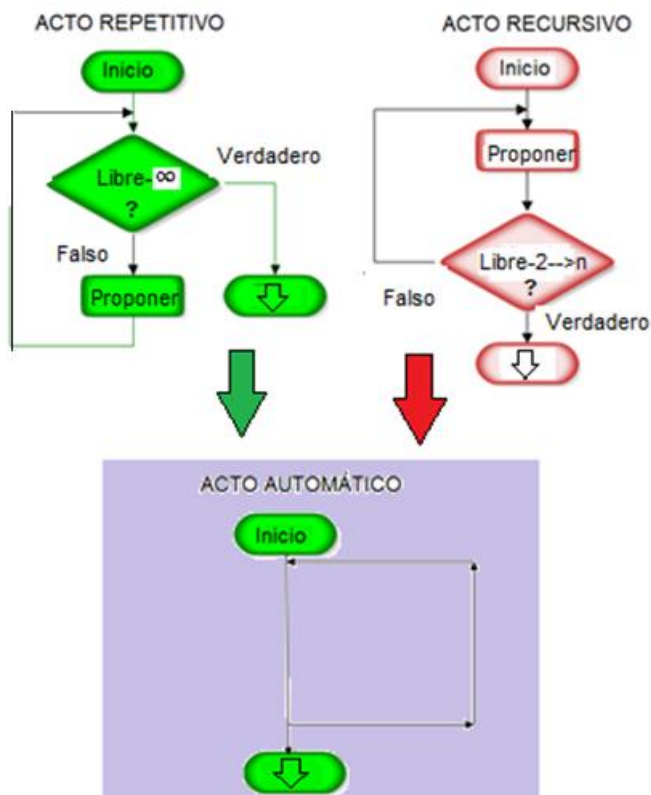 ACTO REPETITIVO
Inicio
Libre-∞
?
Verdadero
Falso
Proponer
ACTO RECURSIVO
Inicio
Proponer
Libre-2-->n
?
Falso
Verdadero
ACTO AUTOMÁTICO
Inicio